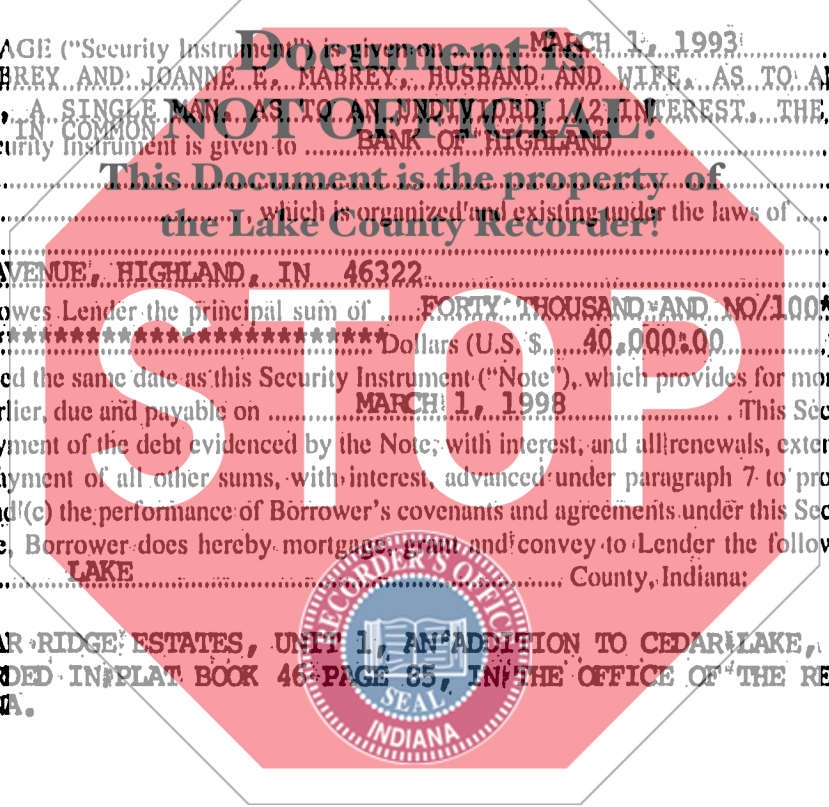 AGE ("Security Instrument") is given on MARCH 1, 1993
BREY AND JOANNE E. MABREY, HUSBAND AND WIFE, AS TO A
, A SINGLE MAN, AS TO AN UNDIVIDED 1/2 INTEREST, THE
IN COMMON
curity Instrument is given to BANK OF HIGHLAND
which is organized and existing under the laws of
AVENUE, HIGHLAND, IN 46322
owes Lender the principal sum of FORTY THOUSAND AND NO/100*
************************ Dollars (U.S. $ 40,000.00
ed the same date as this Security Instrument ("Note"), which provides for mo
rlier, due and payable on MARCH 1, 1998 . This Sec
yment of the debt evidenced by the Note, with interest, and all renewals, exter
yment of all other sums, with interest, advanced under paragraph 7 to pro
d (c) the performance of Borrower's covenants and agreements under this Sec
e, Borrower does hereby mortgage, grant and convey to Lender the follow
LAKE County, Indiana:
AR RIDGE ESTATES, UNIT 1, AN ADDITION TO CEDAR LAKE,
DED IN PLAT BOOK 46 PAGE 85, IN THE OFFICE OF THE RE
A.
Document is
NOT OFFICIAL!
This Document is the property of
the Lake County Recorder!
STOP
RECORDER'S OFFICE
SEAL
INDIANA